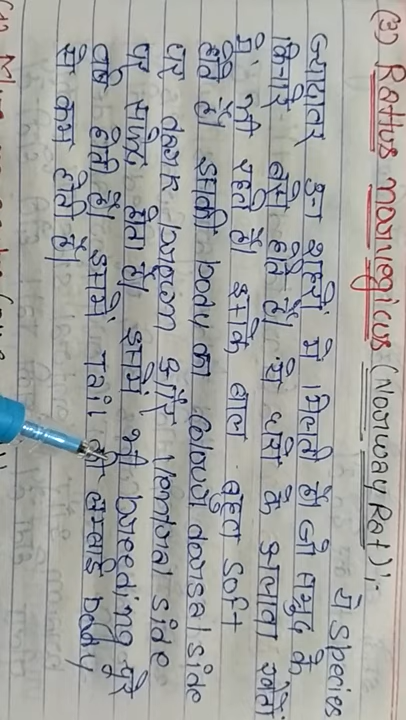 (3) Rattus norvegicus (Norway Rat):-
ये species
ज्यादातर उन शहरों में मिलती है जो समुद्र के
किनारे बसे होते हैं। ये घरों के अलावा खेतों
में भी रहते हैं। इनके बाल बहुत soft
होते हैं। इनकी body का colour dorsal side
पर dark brown और ventral side
पर सफेद होता है। इनमें भी breeding पूरे
वर्ष होती है। इनमें Tail की लम्बाई body
से कम होती है।